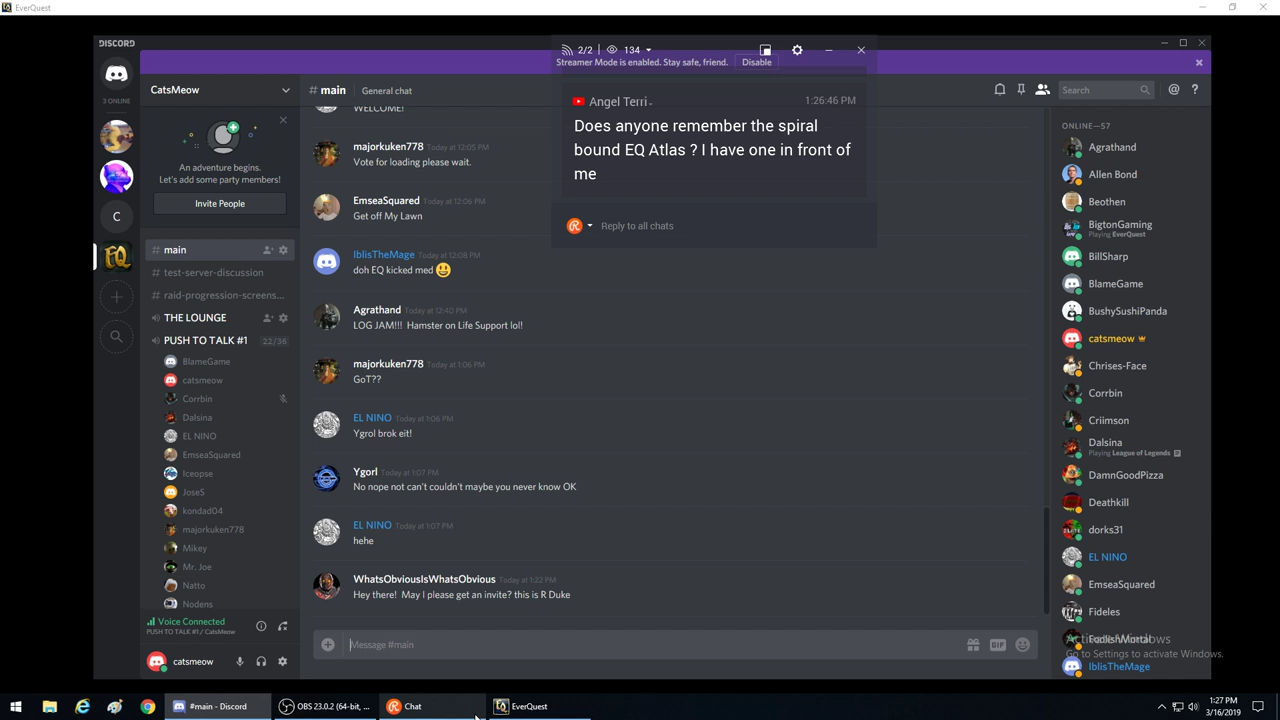 EverQuest
DISCORD
3 ONLINE
C
CatsMeow
An adventure begins.
Let's add some party members!
Invite People
# main
# test-server-discussion
# raid-progression-screens...
THE LOUNGE
PUSH TO TALK #1 22/36
BlameGame
catsmeow
Corrbin
Dalsina
EL NINO
EmseaSquared
Iceopse
JoseS
kondad04
majorkuken778
Mikey
Mr. Joe
Natto
Nodens
Voice Connected
PUSH TO TALK #1 / CatsMeow
catsmeow
# main General chat
WELCOME!
majorkuken778 Today at 12:05 PM
Vote for loading please wait.
EmseaSquared Today at 12:06 PM
Get off My Lawn
IblisTheMage Today at 12:08 PM
doh EQ kicked med
Agrathand Today at 12:40 PM
LOG JAM!!! Hamster on Life Support lol!
majorkuken778 Today at 1:06 PM
GoT??
EL NINO Today at 1:06 PM
Ygrol brok eit!
Ygorl Today at 1:07 PM
No nope not can't couldn't maybe you never know OK
EL NINO Today at 1:07 PM
hehe
WhatsObviousIsWhatsObvious Today at 1:22 PM
Hey there! May I please get an invite? this is R Duke
Message #main
GIF
2/2 134
Streamer Mode is enabled. Stay safe, friend. Disable
Angel Terri 1:26:46 PM
Does anyone remember the spiral
bound EQ Atlas ? I have one in front of
me
Reply to all chats
Search
ONLINE—57
Agrathand
Allen Bond
Beothen
BigtonGaming
Playing EverQuest
BillSharp
BlameGame
BushySushiPanda
catsmeow
Chrises-Face
Corrbin
Criimson
Dalsina
Playing League of Legends
DamnGoodPizza
Deathkill
dorks31
EL NINO
EmseaSquared
Fideles
Activate Windows
Go to Settings to activate Windows.
IblisTheMage
#main - Discord
OBS 23.0.2 (64-bit, ...
Chat
EverQuest
1:27 PM
3/16/2019